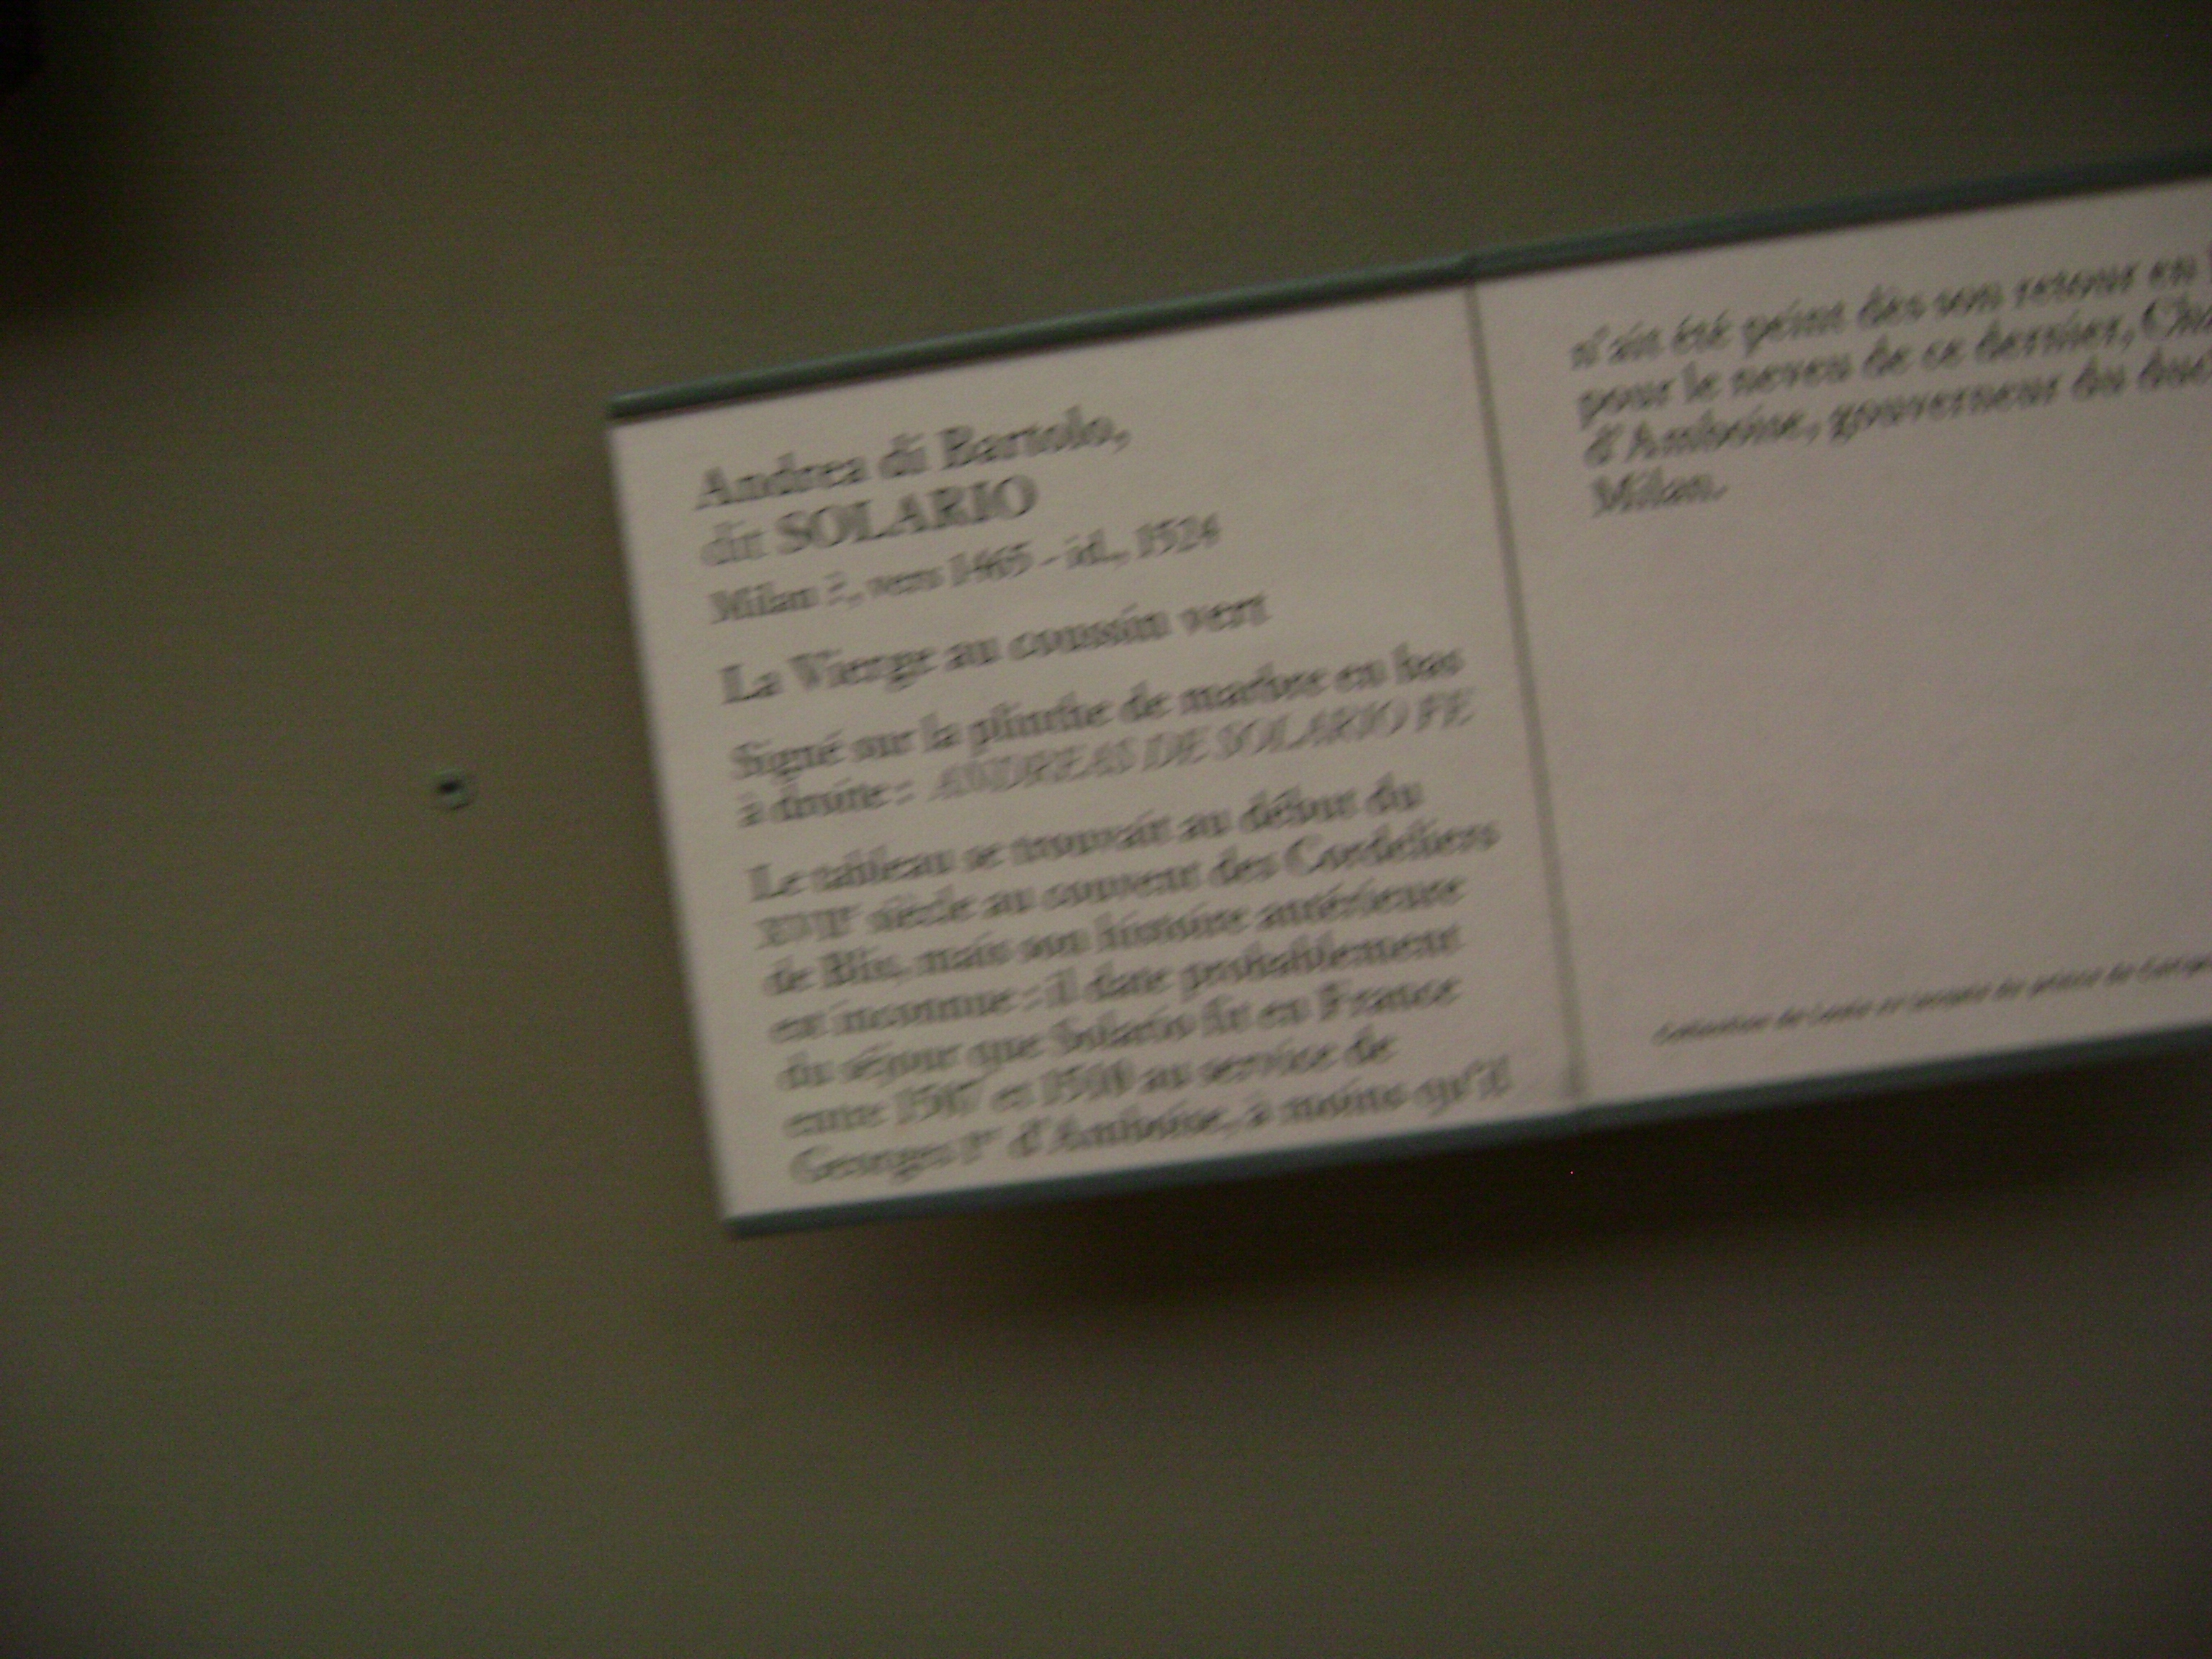 Andrea di Bartolo,
dit SOLARIO
Milan ?, vers 1465 - id., 1524
La Vierge au coussin vert
Signé sur la plinthe de marbre en bas
à droite : ANDREAS DE SOLARIO FE
Le tableau se trouvait au début du
XVIIe siècle au couvent des Cordeliers
de Blis, mais son histoire antérieure
est inconnue : il date probablement
du séjour que Solario fit en France
entre 1507 et 1510 au service de
Georges Ier d'Amboise, à moins qu'il
n'ait été peint dès son retour en
pour le neveu de ce dernier,
d'Amboise, gouverneur du
Milan.